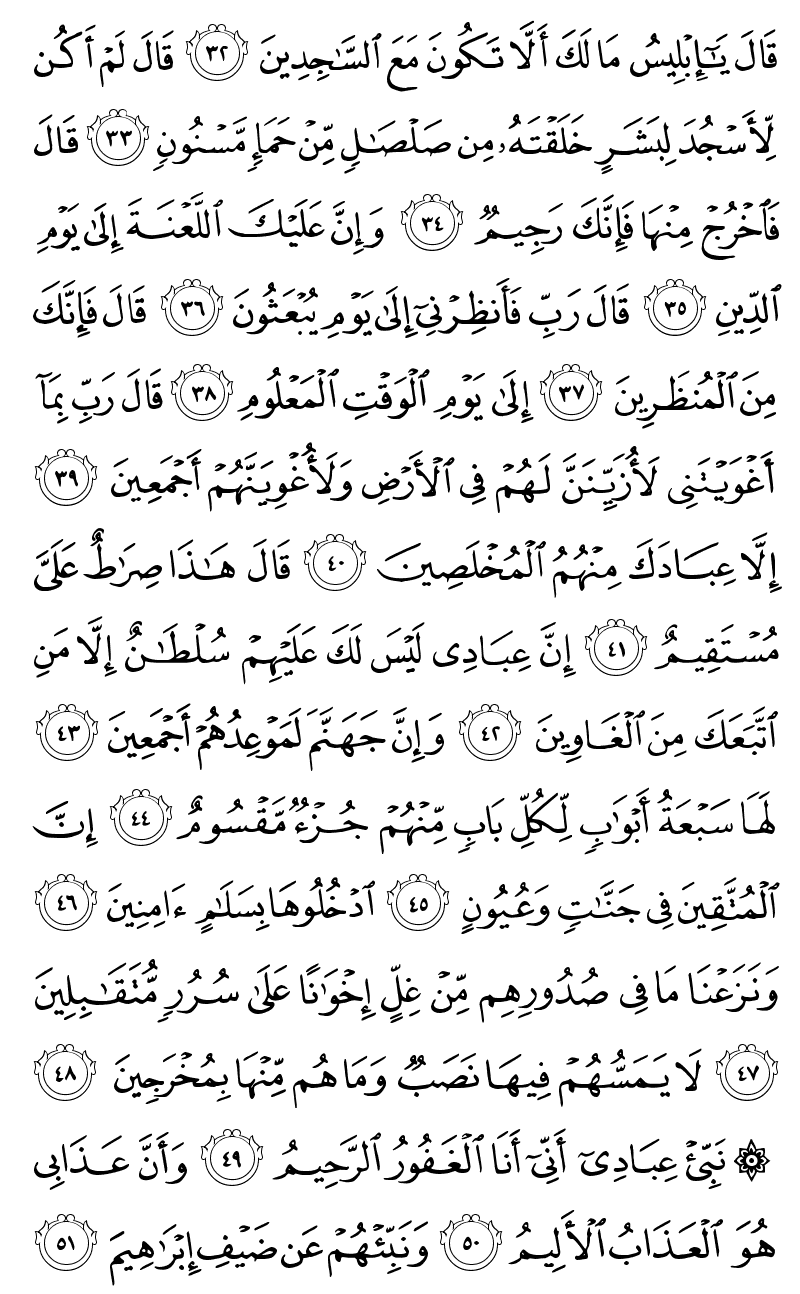 قَالَ يَـٰٓإِبْلِيسُ مَا لَكَ أَلَّا تَكُونَ مَعَ ٱلسَّـٰجِدِينَ ٣٢ قَالَ لَمْ أَكُن
لِّأَسْجُدَ لِبَشَرٍ خَلَقْتَهُۥ مِن صَلْصَـٰلٍ مِّنْ حَمَإٍ مَّسْنُونٍ ٣٣ قَالَ
فَٱخْرُجْ مِنْهَا فَإِنَّكَ رَجِيمٌ ٣٤ وَإِنَّ عَلَيْكَ ٱللَّعْنَةَ إِلَىٰ يَوْمِ
ٱلدِّينِ ٣٥ قَالَ رَبِّ فَأَنظِرْنِىٓ إِلَىٰ يَوْمِ يُبْعَثُونَ ٣٦ قَالَ فَإِنَّكَ
مِنَ ٱلْمُنظَرِينَ ٣٧ إِلَىٰ يَوْمِ ٱلْوَقْتِ ٱلْمَعْلُومِ ٣٨ قَالَ رَبِّ بِمَآ
أَغْوَيْتَنِى لَأُزَيِّنَنَّ لَهُمْ فِى ٱلْأَرْضِ وَلَأُغْوِيَنَّهُمْ أَجْمَعِينَ ٣٩
إِلَّا عِبَادَكَ مِنْهُمُ ٱلْمُخْلَصِينَ ٤٠ قَالَ هَـٰذَا صِرَٰطٌ عَلَىَّ
مُسْتَقِيمٌ ٤١ إِنَّ عِبَادِى لَيْسَ لَكَ عَلَيْهِمْ سُلْطَـٰنٌ إِلَّا مَنِ
ٱتَّبَعَكَ مِنَ ٱلْغَاوِينَ ٤٢ وَإِنَّ جَهَنَّمَ لَمَوْعِدُهُمْ أَجْمَعِينَ ٤٣
لَهَا سَبْعَةُ أَبْوَٰبٍ لِّكُلِّ بَابٍ مِّنْهُمْ جُزْءٌ مَّقْسُومٌ ٤٤ إِنَّ
ٱلْمُتَّقِينَ فِى جَنَّـٰتٍ وَعُيُونٍ ٤٥ ٱدْخُلُوهَا بِسَلَـٰمٍ ءَامِنِينَ ٤٦
وَنَزَعْنَا مَا فِى صُدُورِهِم مِّنْ غِلٍّ إِخْوَٰنًا عَلَىٰ سُرُرٍ مُّتَقَـٰبِلِينَ
٤٧ لَا يَمَسُّهُمْ فِيهَا نَصَبٌ وَمَا هُم مِّنْهَا بِمُخْرَجِينَ ٤٨
۞ نَبِّئْ عِبَادِىٓ أَنِّىٓ أَنَا ٱلْغَفُورُ ٱلرَّحِيمُ ٤٩ وَأَنَّ عَذَابِى
هُوَ ٱلْعَذَابُ ٱلْأَلِيمُ ٥٠ وَنَبِّئْهُمْ عَن ضَيْفِ إِبْرَٰهِيمَ ٥١